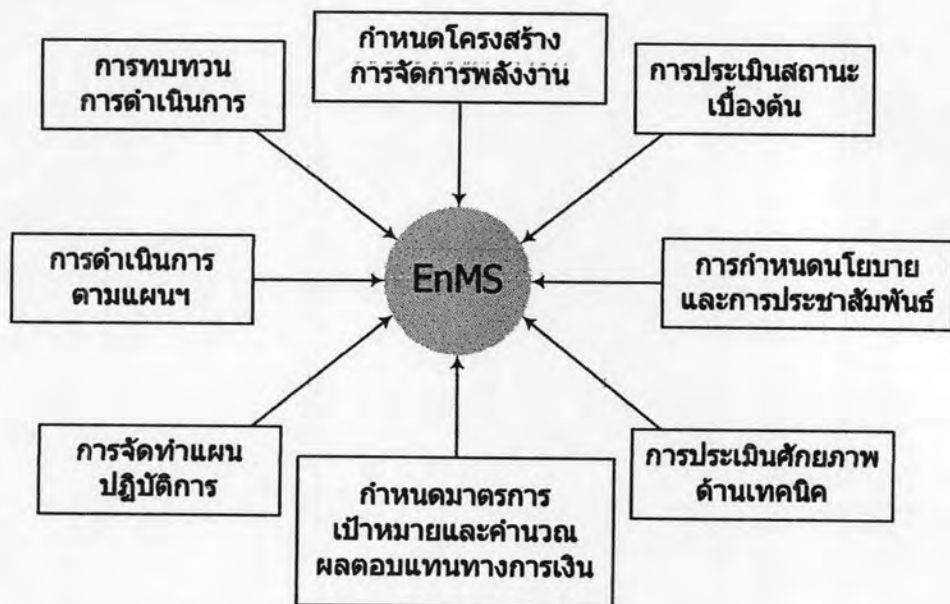 กำหนดโครงสร้าง
การจัดการพลังงาน
การทบทวน
การดำเนินการ
การประเมินสถานะ
เบื้องต้น
การดำเนินการ
ตามแผนฯ
EnMS
การกำหนดนโยบาย
และการประชาสัมพันธ์
การจัดทำแผน
ปฏิบัติการ
กำหนดมาตรการ
เป้าหมายและคำนวณ
ผลตอบแทนทางการเงิน
การประเมินศักยภาพ
ด้านเทคนิค